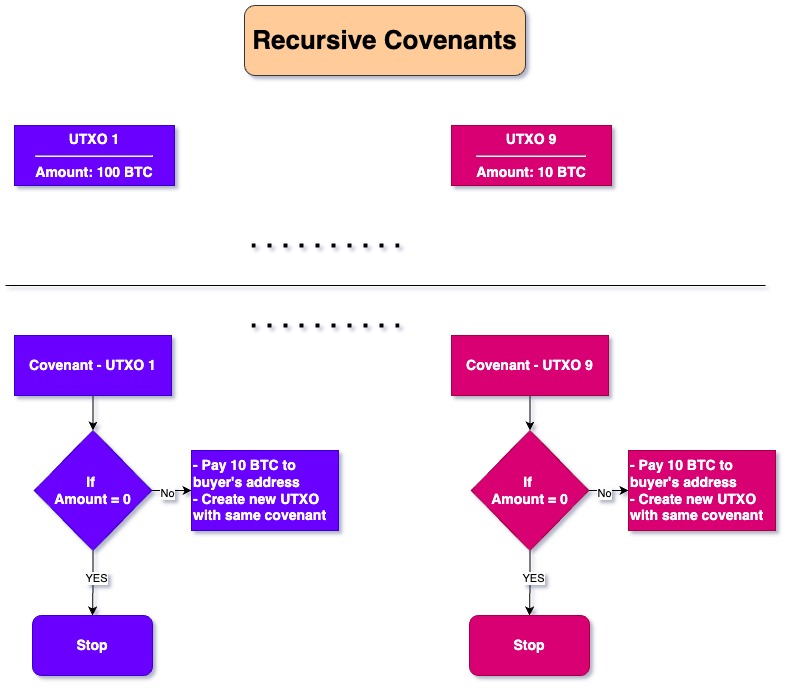 Recursive Covenants
UTXO 1
Amount: 100 BTC
UTXO 9
Amount: 10 BTC
. . . . . . . . . .
. . . . . . . . . .
Covenant - UTXO 1
Covenant - UTXO 9
If
Amount = 0
No
- Pay 10 BTC to
buyer's address
- Create new UTXO
with same covenant
If
Amount = 0
No
- Pay 10 BTC to
buyer's address
- Create new UTXO
with same covenant
YES
YES
Stop
Stop